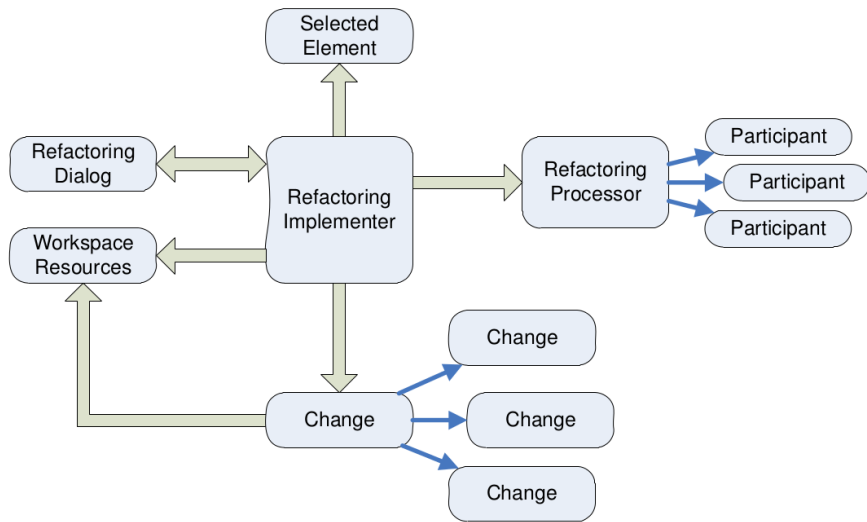 Selected
Element
Refactoring
Dialog
Refactoring
Implementer
Refactoring
Processor
Participant
Participant
Participant
Workspace
Resources
Change
Change
Change
Change